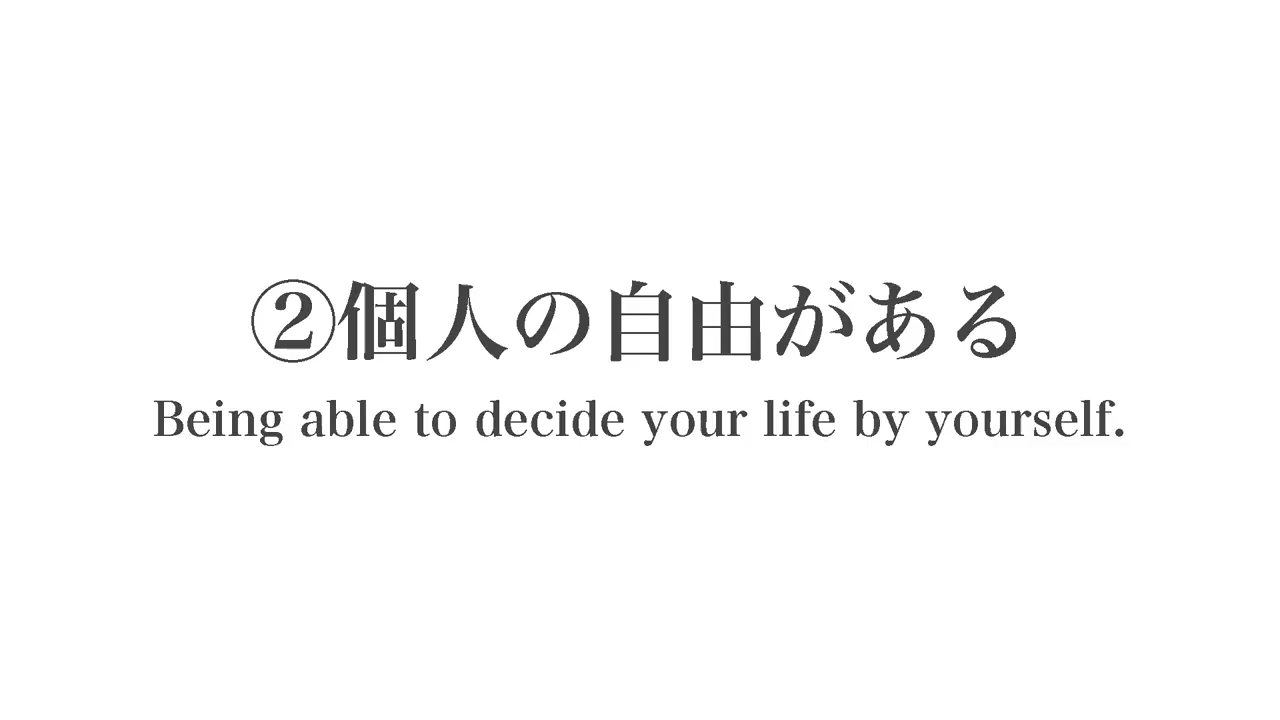 ②個人の自由がある
Being able to decide your life by yourself.